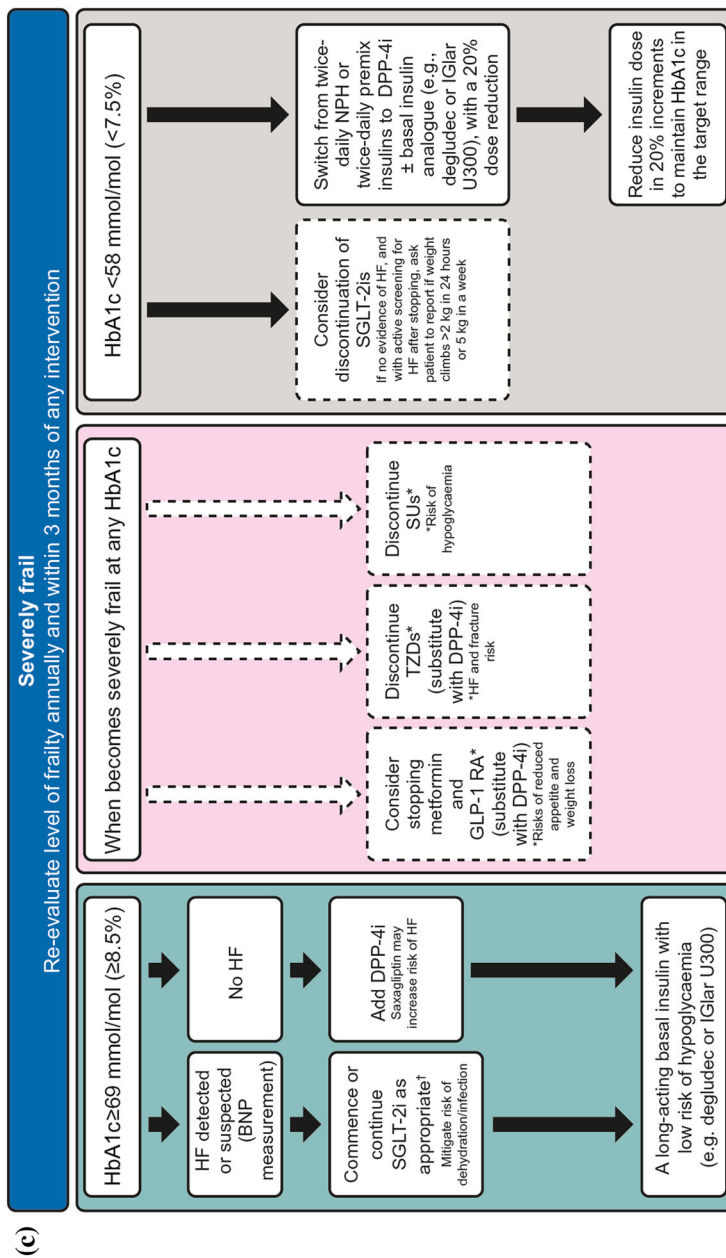 (c)
Severely frail
Re-evaluate level of frailty annually and within 3 months of any intervention
HbA1c≥69 mmol/mol (≥8.5%)
HF detected
or suspected
(BNP
measurement)
No HF
Commence or
continue
SGLT-2i as
appropriate†
Mitigate risk of
dehydration/infection
Add DPP-4i
Saxagliptin may
increase risk of HF
A long-acting basal insulin with
low risk of hypoglycaemia
(e.g. degludec or IGlar U300)
When becomes severely frail at any HbA1c
Consider
stopping
metformin
and
GLP-1 RA*
(substitute
with DPP-4i)
*Risks of reduced
appetite and
weight loss
Discontinue
TZDs*
(substitute
with DPP-4i)
*HF and fracture
risk
Discontinue
SUs*
*Risk of
hypoglycaemia
HbA1c <58 mmol/mol (<7.5%)
Consider
discontinuation of
SGLT-2is
If no evidence of HF, and
with active screening for
HF after stopping, ask
patient to report if weight
climbs >2 kg in 24 hours
or 5 kg in a week
Switch from twice-
daily NPH or
twice-daily premix
insulins to DPP-4i
± basal insulin
analogue (e.g.,
degludec or IGlar
U300), with a 20%
dose reduction
Reduce insulin dose
in 20% increments
to maintain HbA1c in
the target range